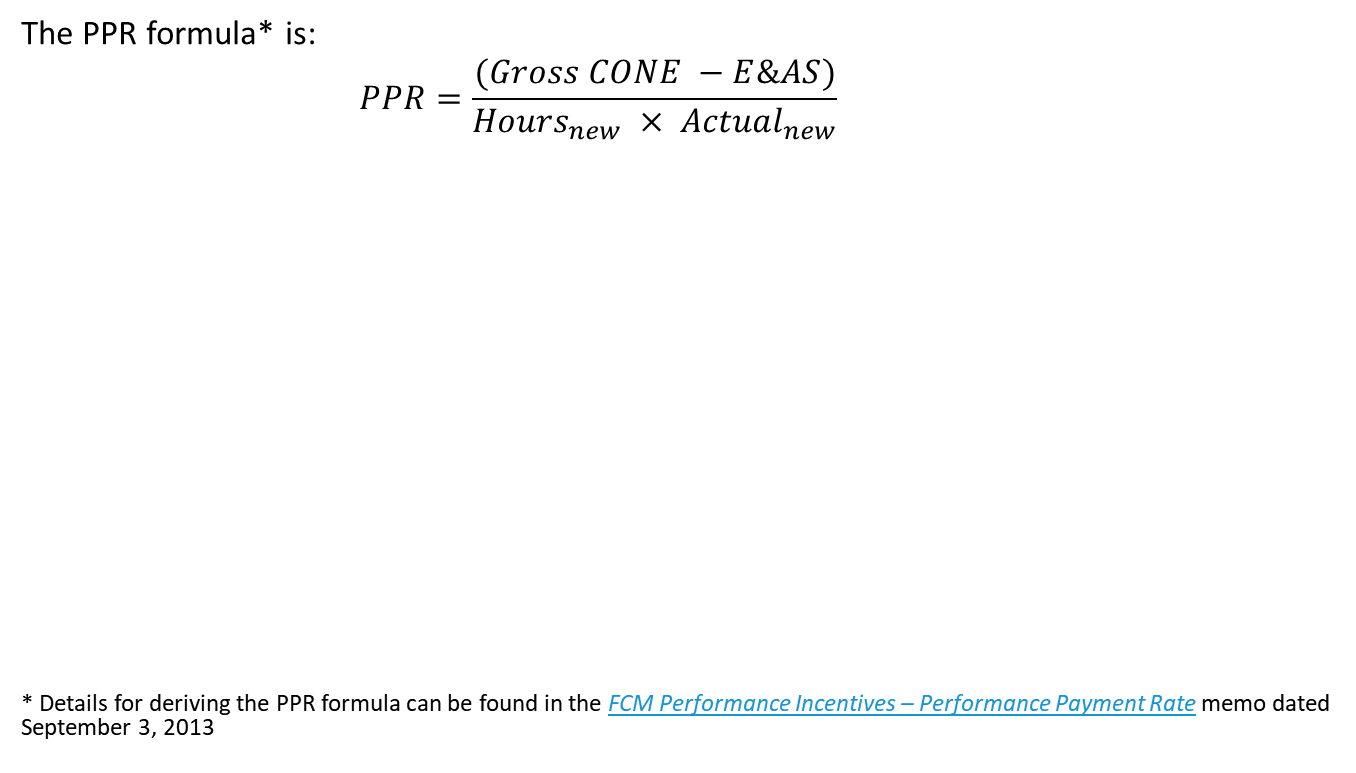 The PPR formula* is:
PPR = (Gross CONE − E&AS) / Hours_new × Actual_new
* Details for deriving the PPR formula can be found in the FCM Performance Incentives – Performance Payment Rate memo dated
September 3, 2013